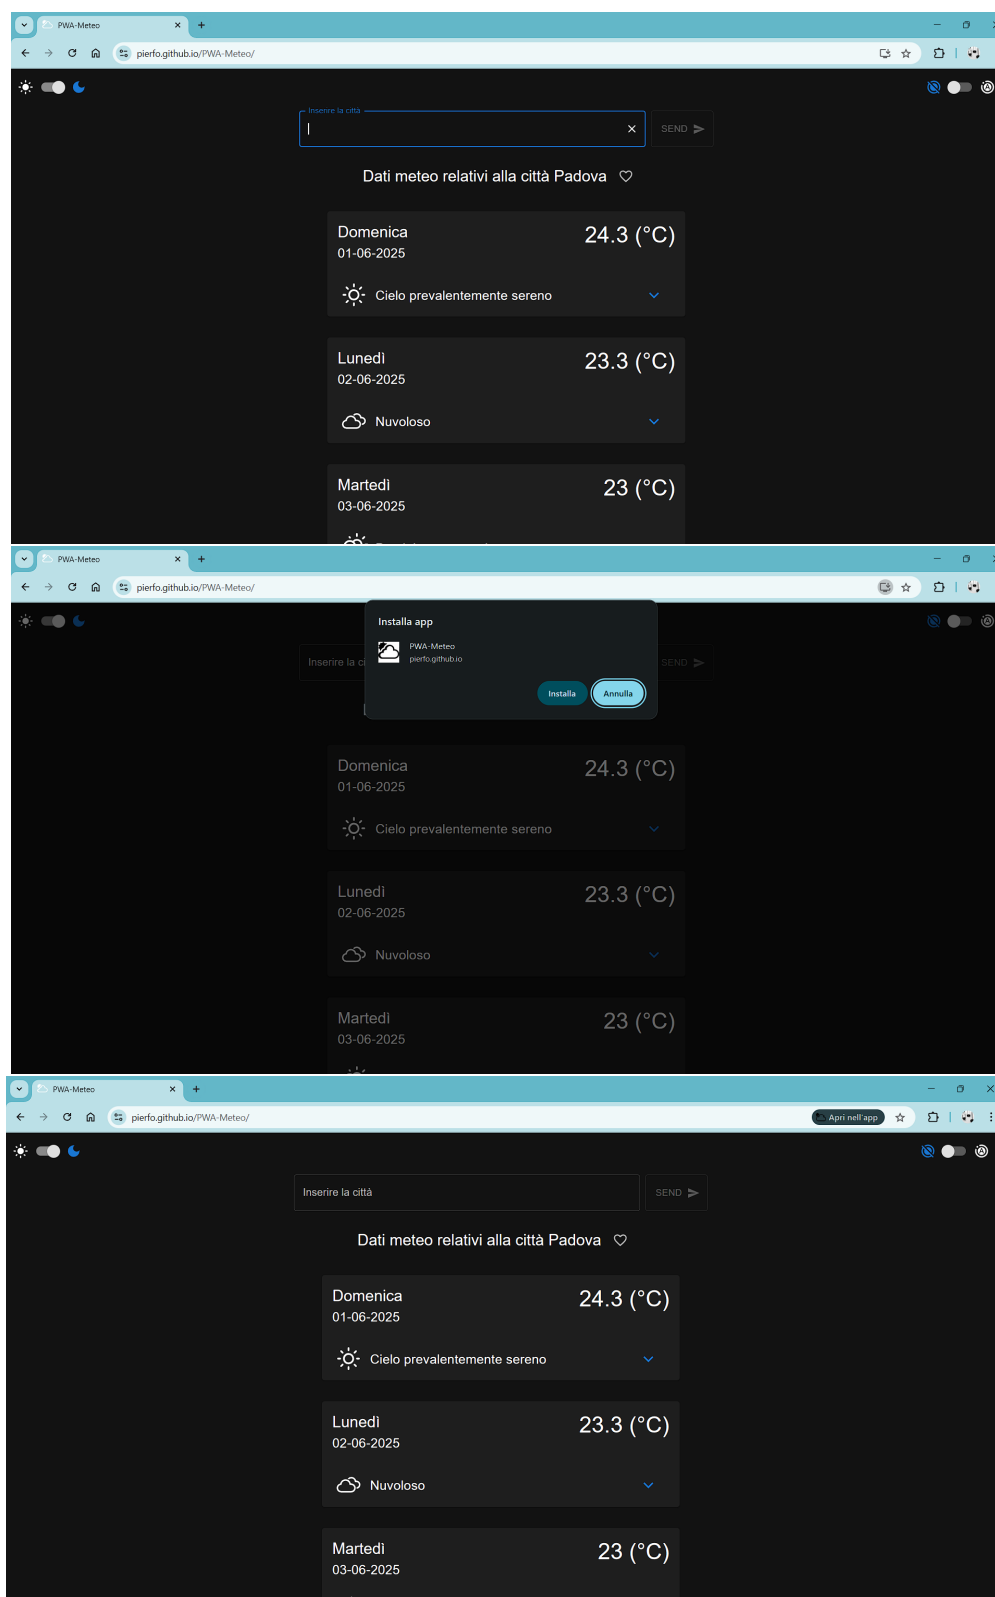 PWA-Meteo
pierfo.github.io/PWA-Meteo/
Inserire la città
SEND
Dati meteo relativi alla città Padova
Domenica
24.3 (°C)
01-06-2025
Cielo prevalentemente sereno
Lunedì
23.3 (°C)
02-06-2025
Nuvoloso
Martedì
23 (°C)
03-06-2025
PWA-Meteo
pierfo.github.io/PWA-Meteo/
Installa app
PWA-Meteo
pierfo.github.io
Installa
Annulla
Inserire la
SEND
Domenica
24.3 (°C)
01-06-2025
Cielo prevalentemente sereno
Lunedì
23.3 (°C)
02-06-2025
Nuvoloso
Martedì
23 (°C)
03-06-2025
PWA-Meteo
pierfo.github.io/PWA-Meteo/
Apri nell'app
Inserire la città
SEND
Dati meteo relativi alla città Padova
Domenica
24.3 (°C)
01-06-2025
Cielo prevalentemente sereno
Lunedì
23.3 (°C)
02-06-2025
Nuvoloso
Martedì
23 (°C)
03-06-2025